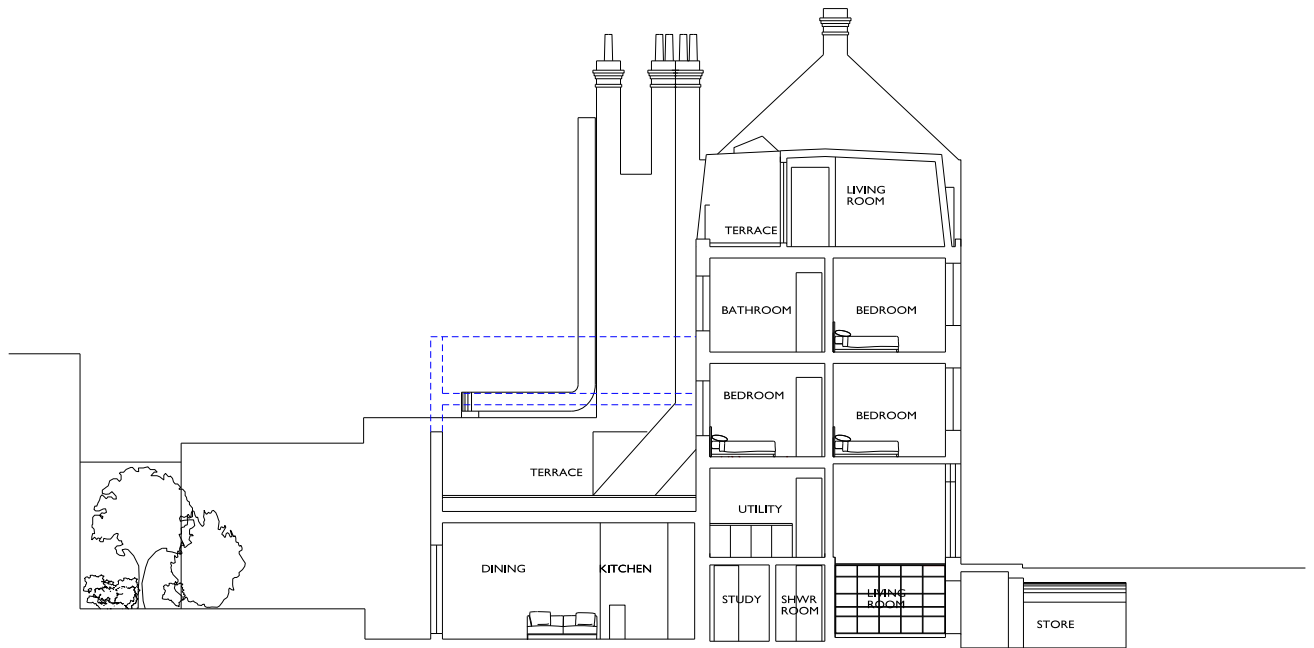 LIVING
ROOM
TERRACE
BATHROOM
BEDROOM
BEDROOM
BEDROOM
TERRACE
UTILITY
DINING
KITCHEN
STUDY
SHWR
ROOM
LIVING
ROOM
STORE